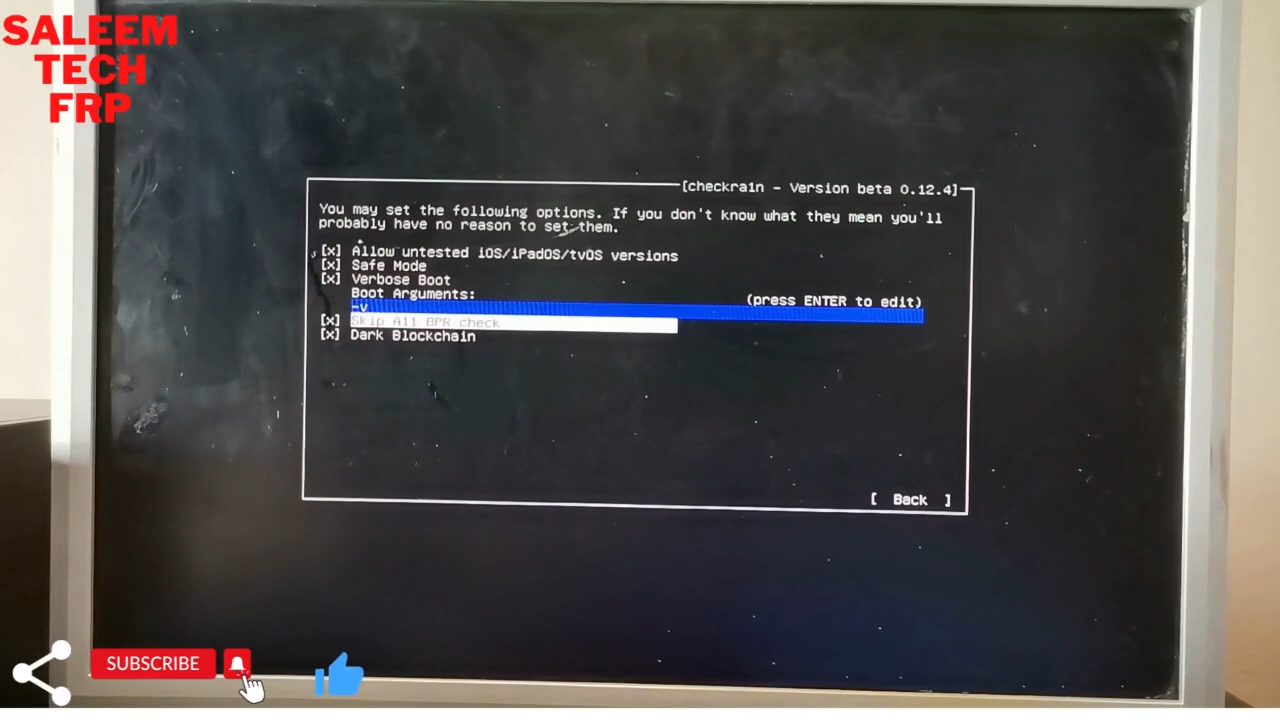 SALEEM
TECH
FRP
[checkra1n - Version beta 0.12.4]
You may set the following options. If you don't know what they mean you'll
probably have no reason to set them.
[x] Allow untested iOS/iPadOS/tvOS versions
[x] Safe Mode
[x] Verbose Boot
Boot Arguments: (press ENTER to edit)
-v
[x] Skip All BPR check
[x] Dark Blockchain
[ Back ]
SUBSCRIBE